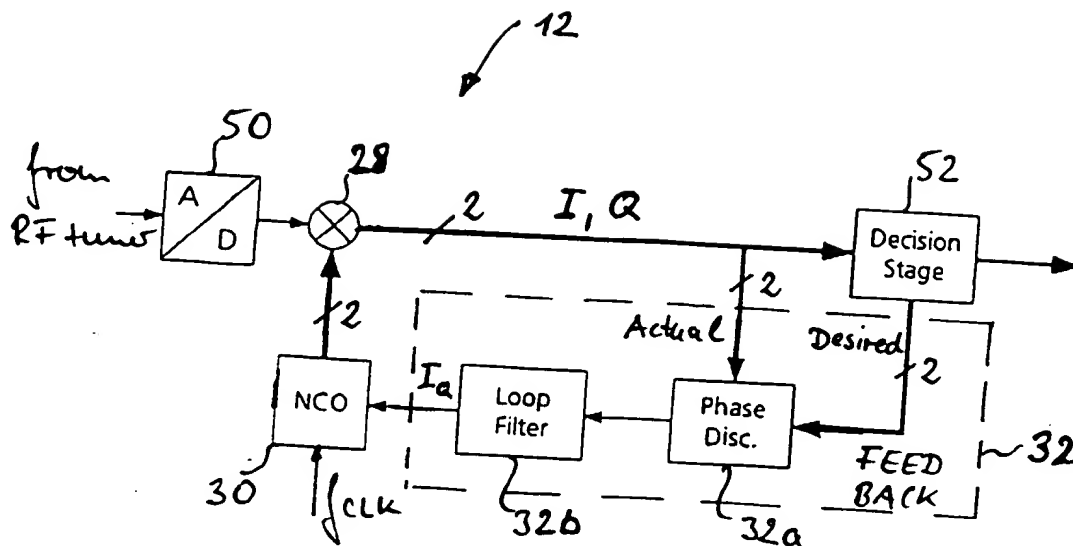 12
50
from
RF tuner
A
D
28
2
I, Q
52
Decision
Stage
2
Actual
2
Desired
2
NCO
Ia
Loop
Filter
Phase
Disc.
FEED
BACK
32
30
fCLK
32b
32a